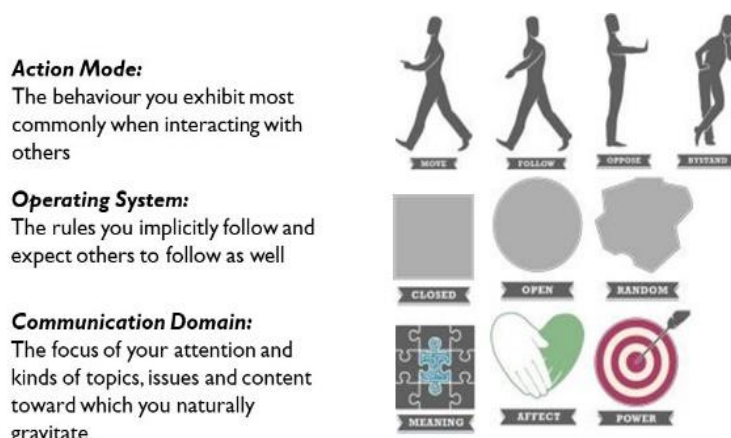 Action Mode:
The behaviour you exhibit most
commonly when interacting with
others
MOVE
FOLLOW
OPPOSE
BYSTAND
Operating System:
The rules you implicitly follow and
expect others to follow as well
CLOSED
OPEN
RANDOM
Communication Domain:
The focus of your attention and
kinds of topics, issues and content
toward which you naturally
gravitate
MEANING
AFFECT
POWER